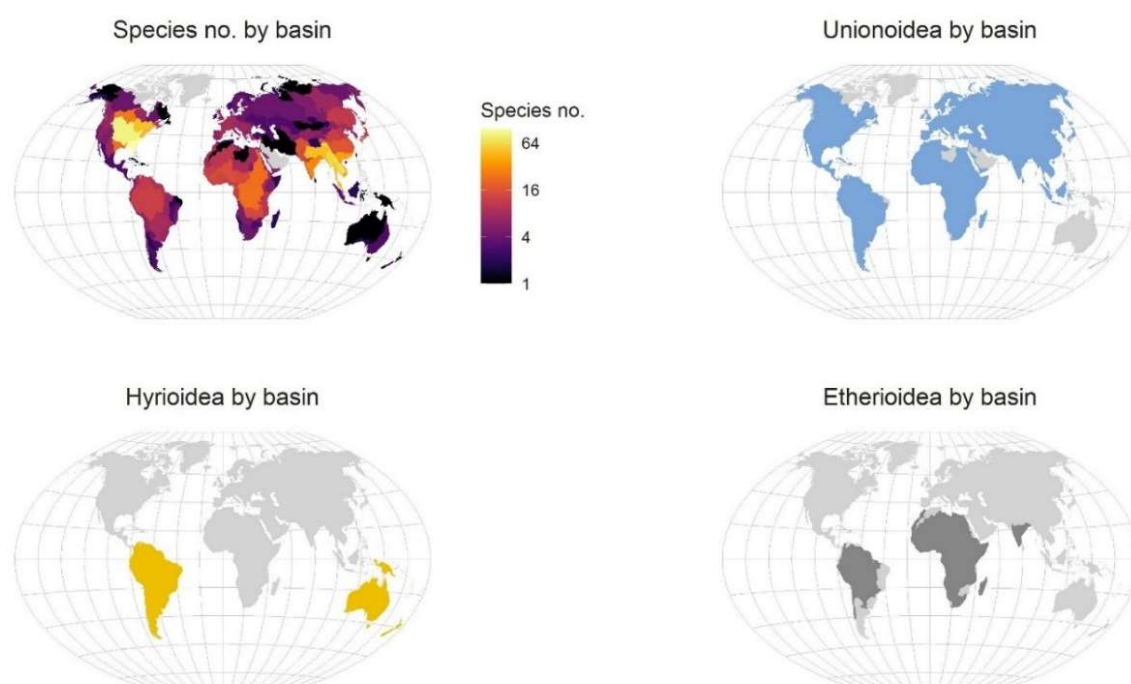 Species no. by basin
Unionoidea by basin
Species no.
64
16
4
1
Hyrioidea by basin
Etherioidea by basin